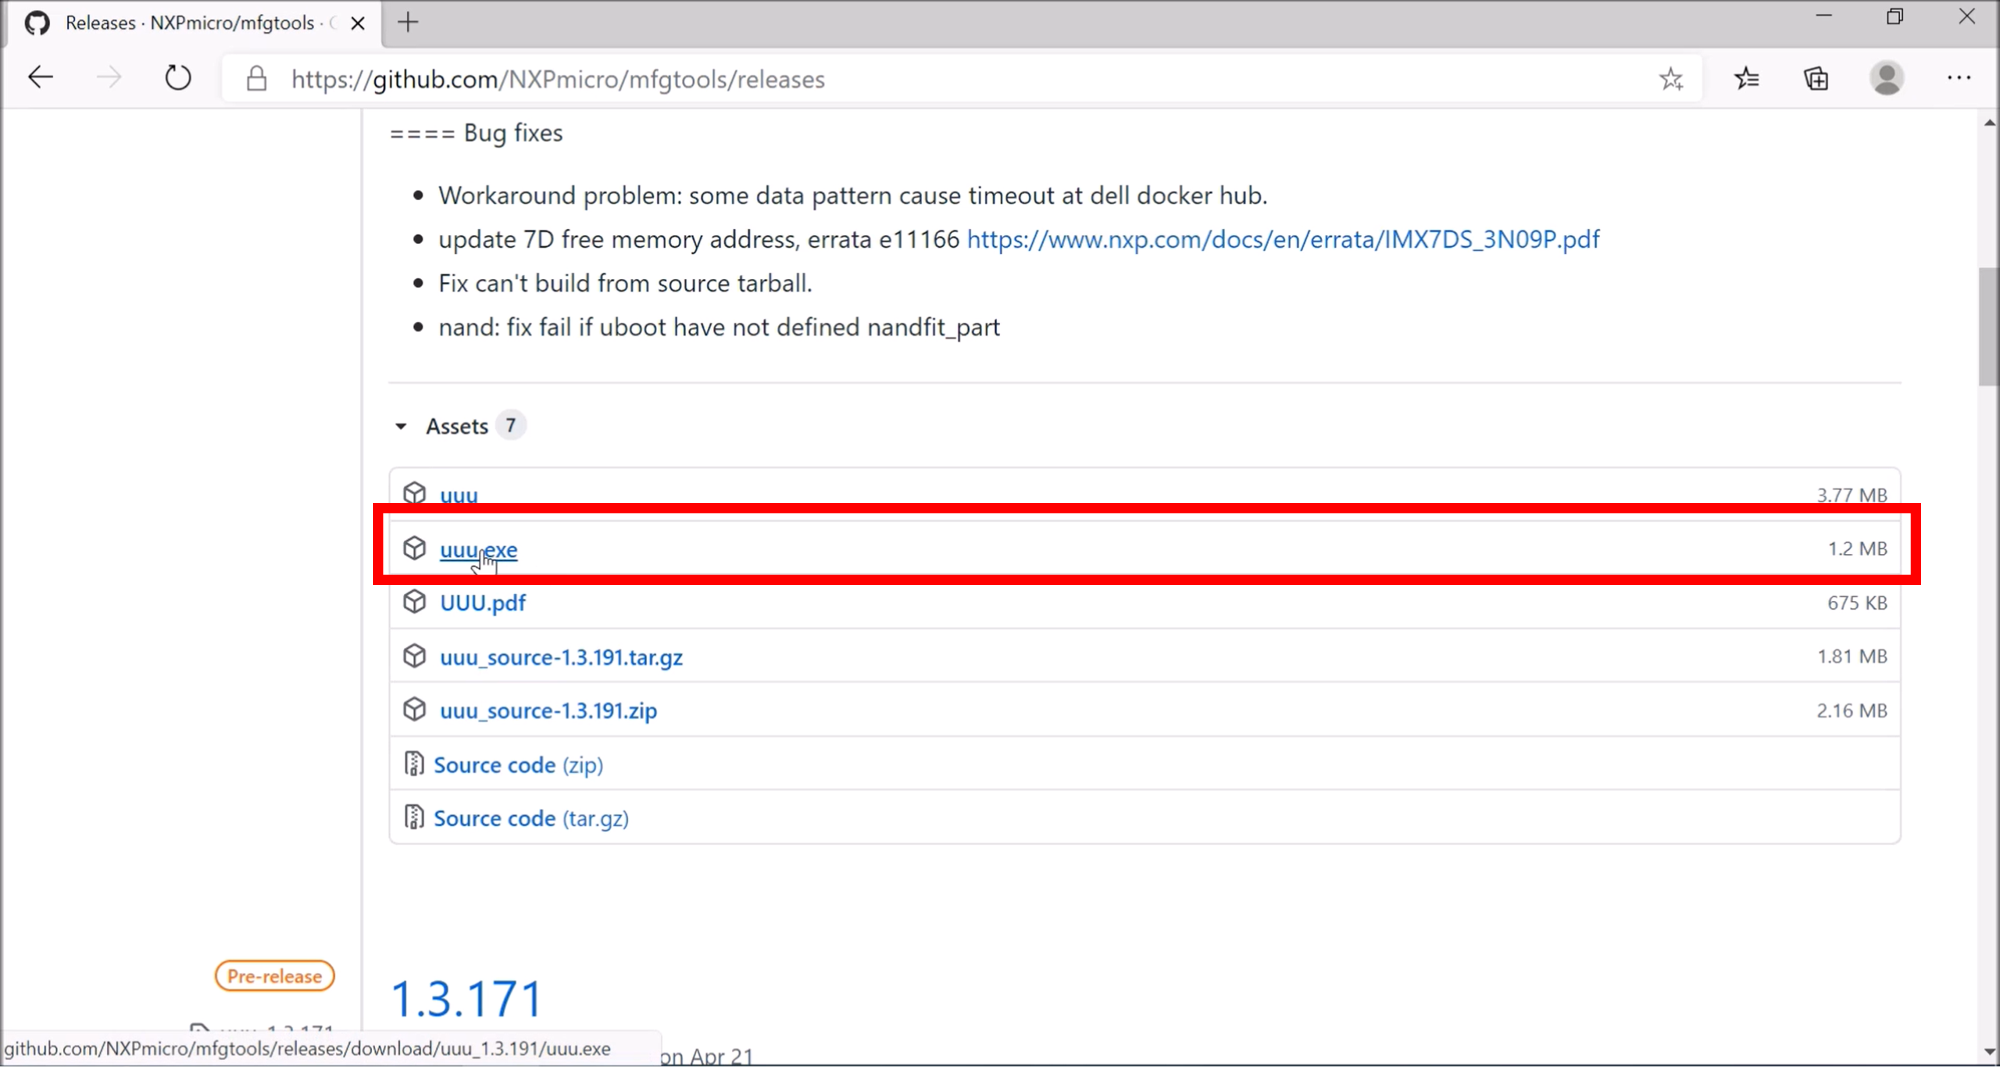 Releases · NXPmicro/mfgtools ·
https://github.com/NXPmicro/mfgtools/releases
==== Bug fixes
Workaround problem: some data pattern cause timeout at dell docker hub.
update 7D free memory address, errata e11166 https://www.nxp.com/docs/en/errata/IMX7DS_3N09P.pdf
Fix can't build from source tarball.
nand: fix fail if uboot have not defined nandfit_part
Assets 7
uuu 3.77 MB
uuu.exe 1.2 MB
UUU.pdf 675 KB
uuu_source-1.3.191.tar.gz 1.81 MB
uuu_source-1.3.191.zip 2.16 MB
Source code (zip)
Source code (tar.gz)
Pre-release
1.3.171
uuu_1.3.171
github.com/NXPmicro/mfgtools/releases/download/uuu_1.3.191/uuu.exe
on Apr 21